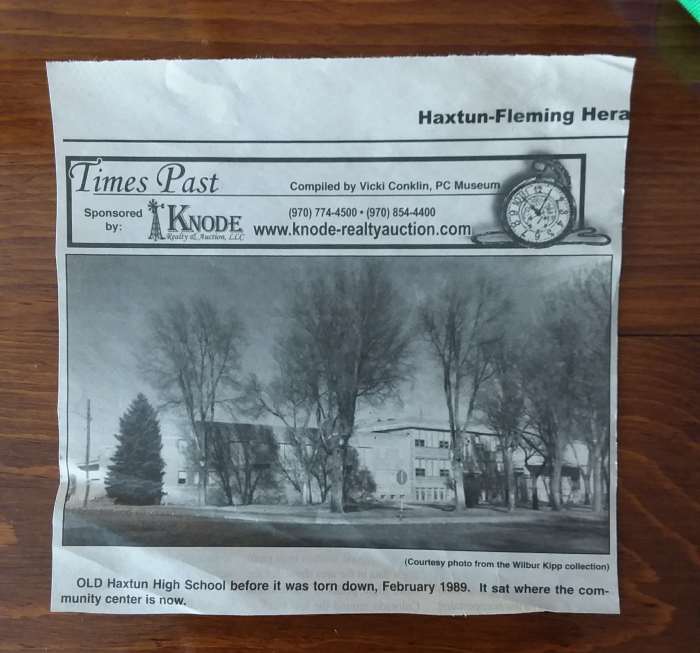 Haxtun-Fleming Hera
Times Past
Compiled by Vicki Conklin, PC Museum
Sponsored by:
KNODE
Realty & Auction, LLC
(970) 774-4500 • (970) 854-4400
www.knode-realtyauction.com
(Courtesy photo from the Wilbur Kipp collection)
OLD Haxtun High School before it was torn down, February 1989. It sat where the com-
munity center is now.